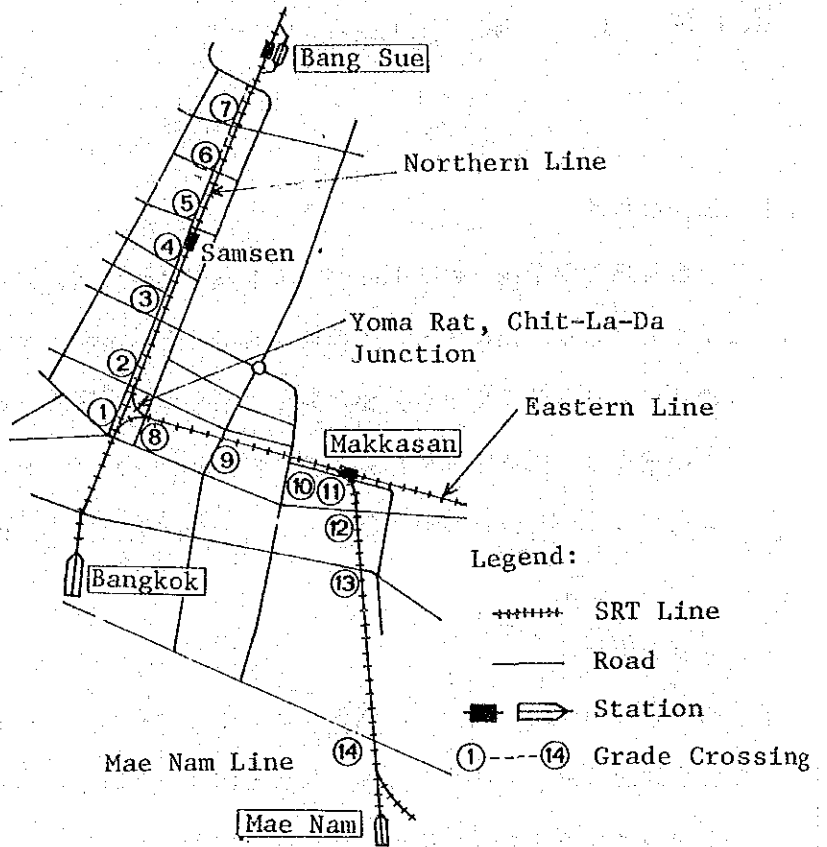 Bang Sue
⑦
⑥
Northern Line
⑤
④ Samsen
③
Yoma Rat, Chit-La-Da
Junction
②
Eastern Line
①
⑧
Makkasan
⑨
⑩ ⑪
⑫
Legend:
⑬
Bangkok
SRT Line
Road
Station
⑭
Mae Nam Line
①----⑭ Grade Crossing
Mae Nam